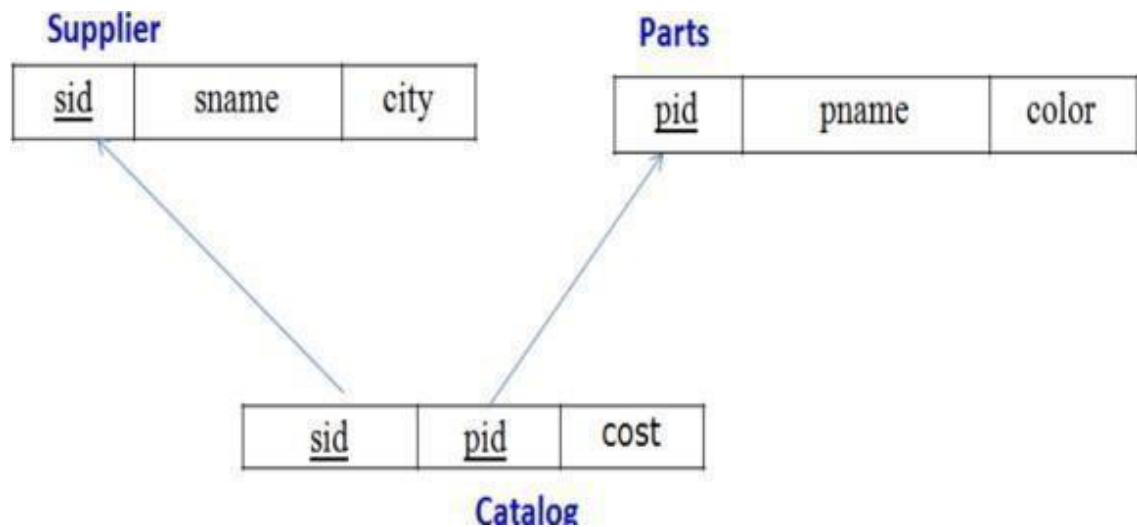 Supplier
Parts
sid sname city
pid pname color
sid pid cost
Catalog